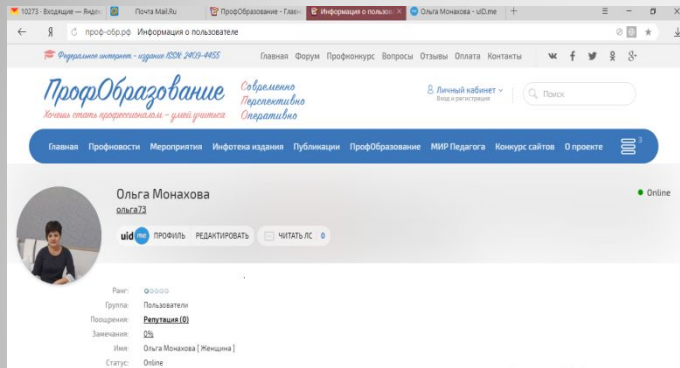 10273 - Входящие — Яндекс
Почта Mail.Ru
ПрофОбразование - Главн
Информация о пользов
Ольга Монахова - uID.me
проф-обр.рф Информация о пользователе
Федеральное интернет - издание ISSN: 2409-4455
Главная Форум Профконкурс Вопросы Отзывы Оплата Контакты
ПрофОбразование
Современно
Перспективно
Оперативно
Хочешь стать профессионалом - умей учиться
Личный кабинет
Вход и регистрация
Поиск
Главная Профновости Мероприятия Инфотека издания Публикации ПрофОбразование МИР Педагога Конкурс сайтов О проекте 3
Ольга Монахова
ольга73
Online
uid me ПРОФИЛЬ РЕДАКТИРОВАТЬ ЧИТАТЬ ЛС 0
Ранг:
Группа: Пользователи
Поощрения: Репутация (0)
Замечания: 0%
Имя: Ольга Монахова [ Женщина ]
Статус: Online